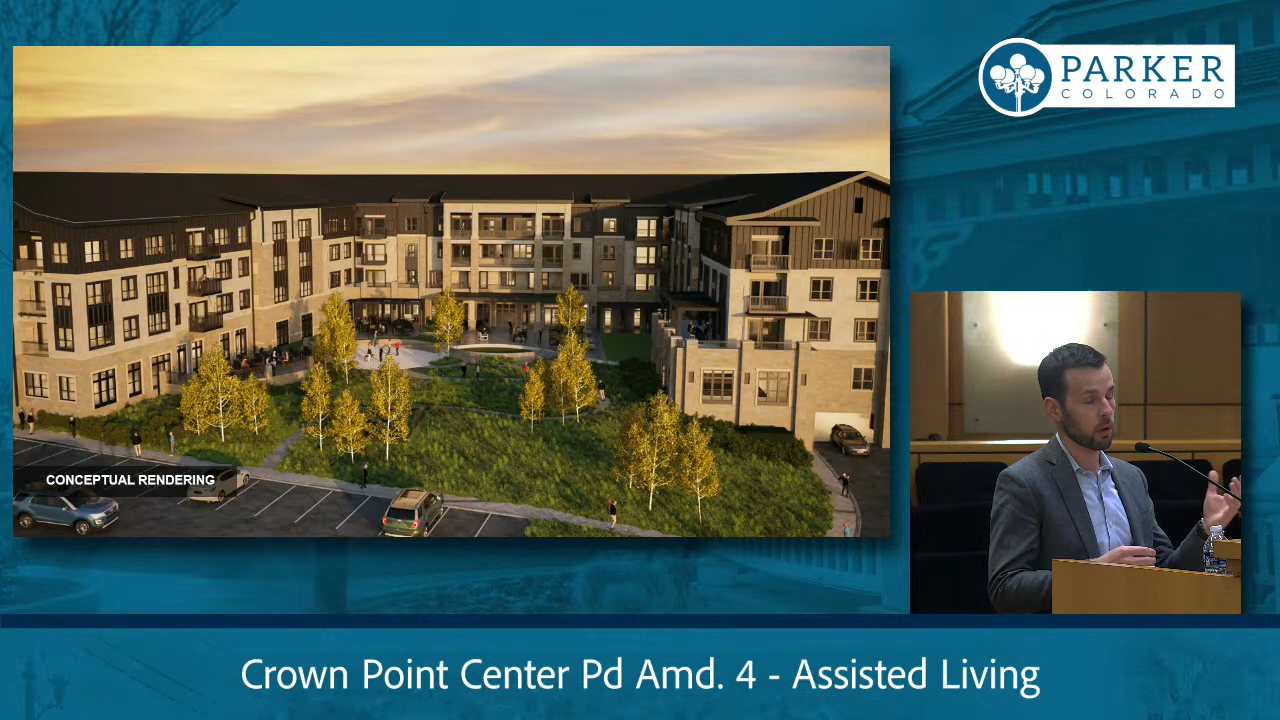 PARKER
COLORADO
CONCEPTUAL RENDERING
Crown Point Center Pd Amd. 4 - Assisted Living